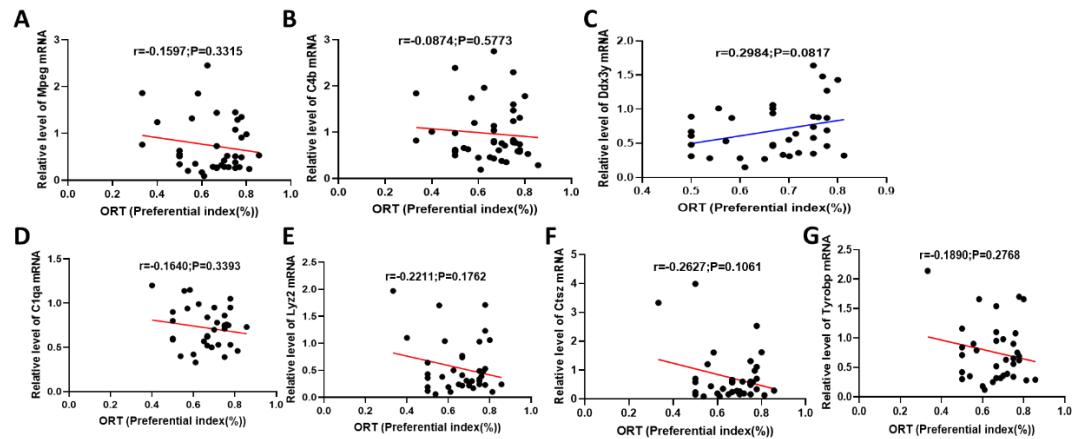 A
r=-0.1597;P=0.3315
Relative level of Mpeg mRNA
3
2
1
0
0.0 0.2 0.4 0.6 0.8 1.0
ORT (Preferential index(%))
B
r=-0.0874;P=0.5773
Relative level of C4b mRNA
3
2
1
0
0.0 0.2 0.4 0.6 0.8 1.0
ORT (Preferential index(%))
C
r=0.2984;P=0.0817
Relative level of Ddx3y mRNA
2.0
1.5
1.0
0.5
0.0
0.4 0.5 0.6 0.7 0.8 0.9
ORT (Preferential index(%))
D
r=-0.1640;P=0.3393
Relative level of C1qa mRNA
1.5
1.0
0.5
0.0
0.0 0.2 0.4 0.6 0.8 1.0
ORT (Preferential index(%))
E
r=-0.2211;P=0.1762
Relative level of Lyz2 mRNA
2.5
2.0
1.5
1.0
0.5
0.0
0.0 0.2 0.4 0.6 0.8 1.0
ORT (Preferential index(%))
F
r=-0.2627;P=0.1061
Relative level of Ctsz mRNA
5
4
3
2
1
0
0.0 0.2 0.4 0.6 0.8 1.0
ORT (Preferential index(%))
G
r=-0.1890;P=0.2768
Relative level of Tyrobp mRNA
2.5
2.0
1.5
1.0
0.5
0.0
0.0 0.2 0.4 0.6 0.8 1.0
ORT (Preferential index(%))